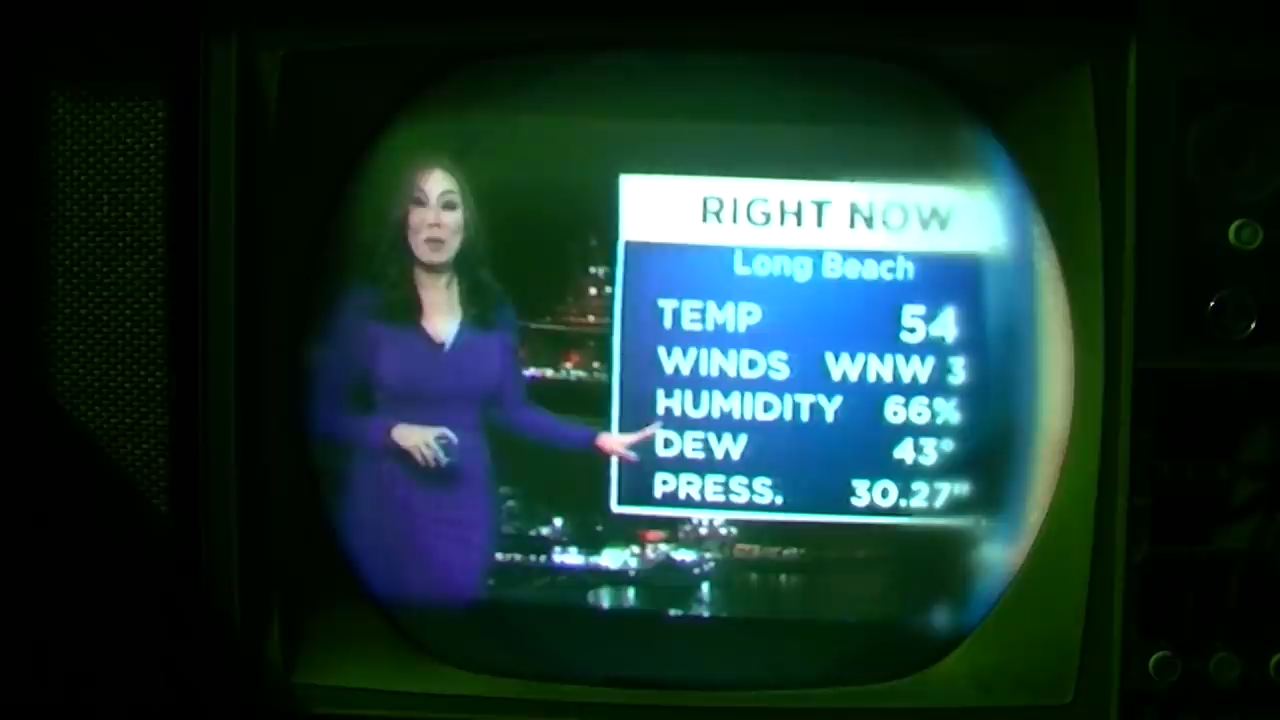 RIGHT NOW
Long Beach
TEMP 54
WINDS WNW 3
HUMIDITY 66%
DEW 43°
PRESS. 30.27"